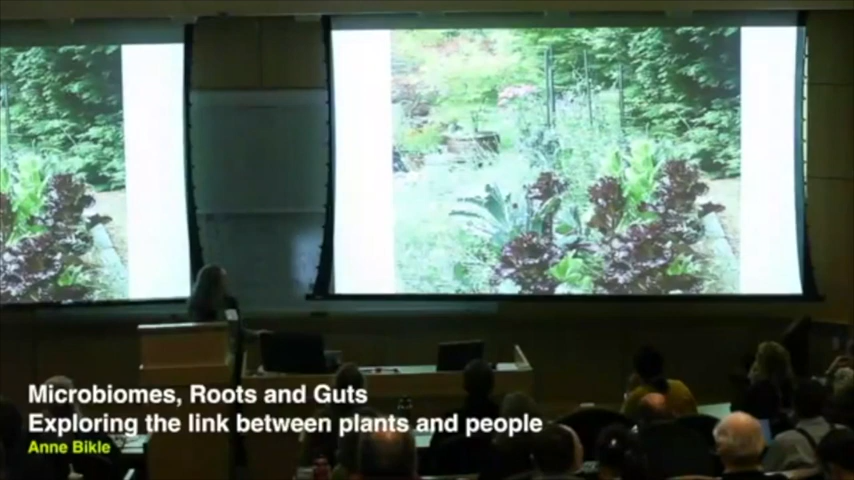 Microbiomes, Roots and Guts
Exploring the link between plants and people
Anne Bikle